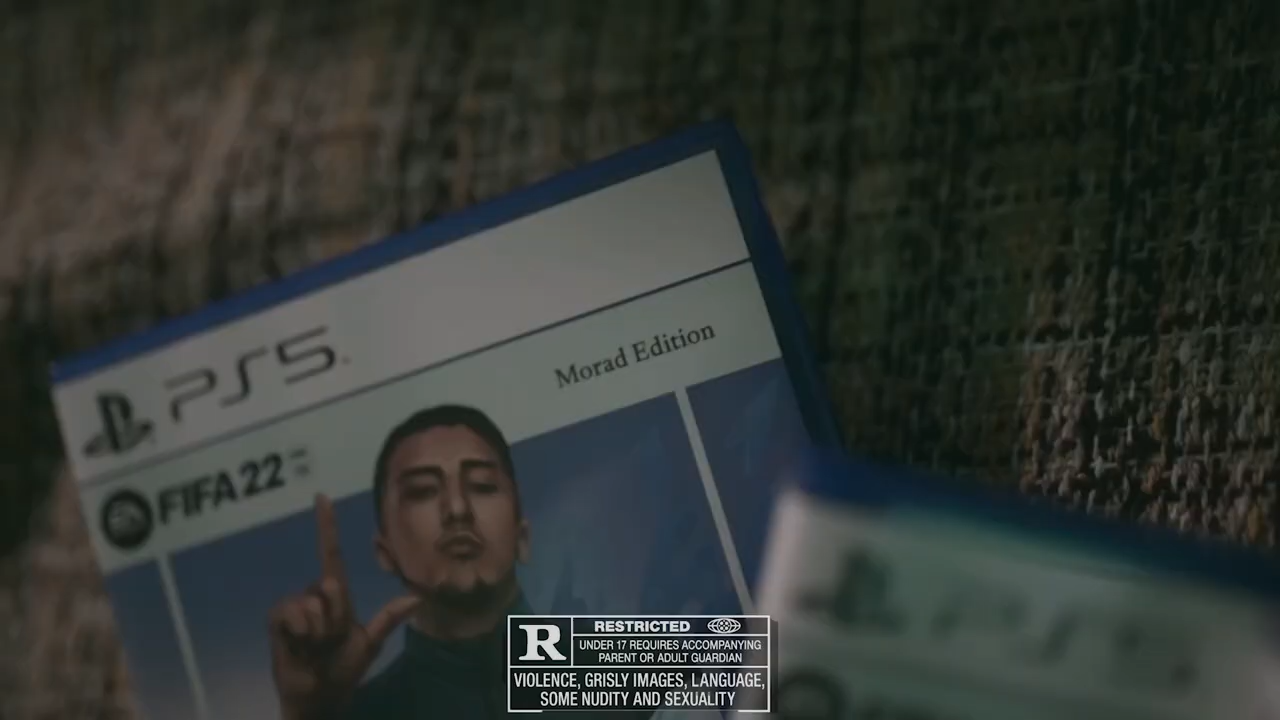 PS5
Morad Edition
FIFA 22
R
RESTRICTED
UNDER 17 REQUIRES ACCOMPANYING
PARENT OR ADULT GUARDIAN
VIOLENCE, GRISLY IMAGES, LANGUAGE,
SOME NUDITY AND SEXUALITY